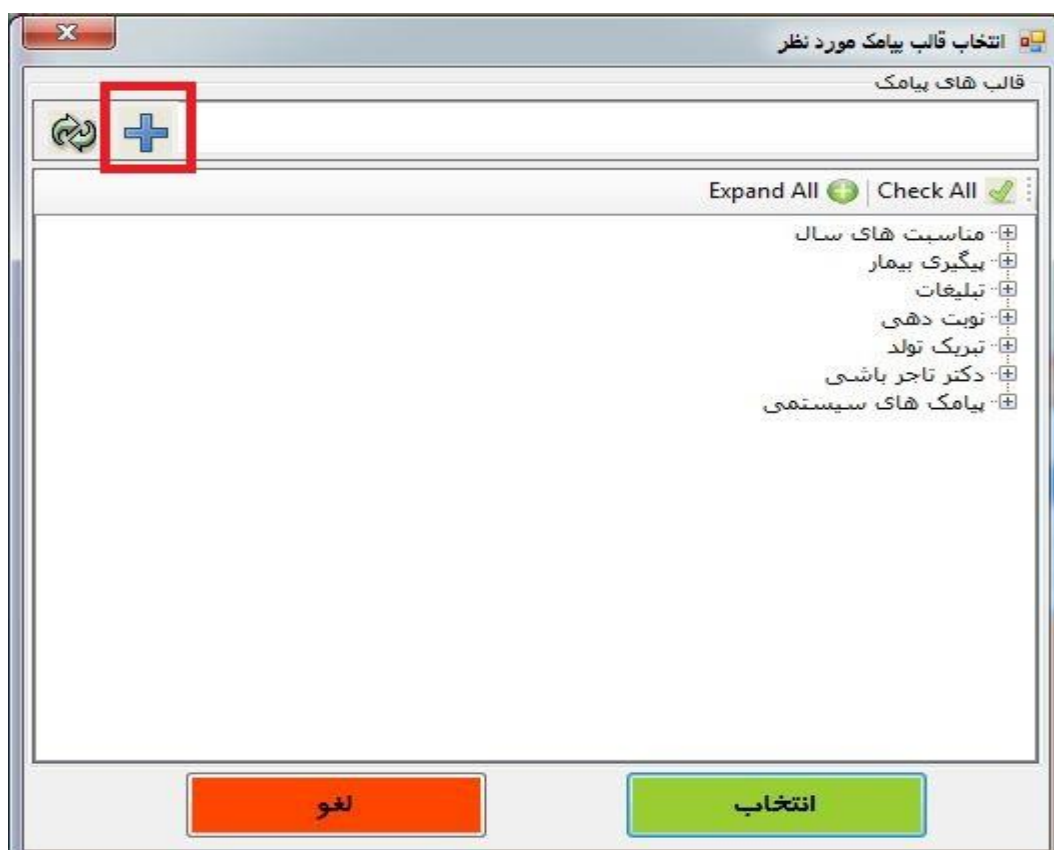 انتخاب قالب پیامک مورد نظر
قالب های پیامک
Expand All | Check All
مناسبت های سال
پیگیری بیمار
تبلیغات
نوبت دهی
تبریک تولد
دکتر تاجر باشی
پیامک های سیستمی
انتخاب
لغو